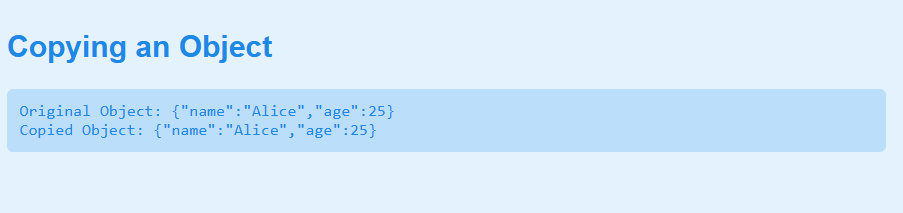 Copying an Object
Original Object: {"name":"Alice","age":25}
Copied Object: {"name":"Alice","age":25}